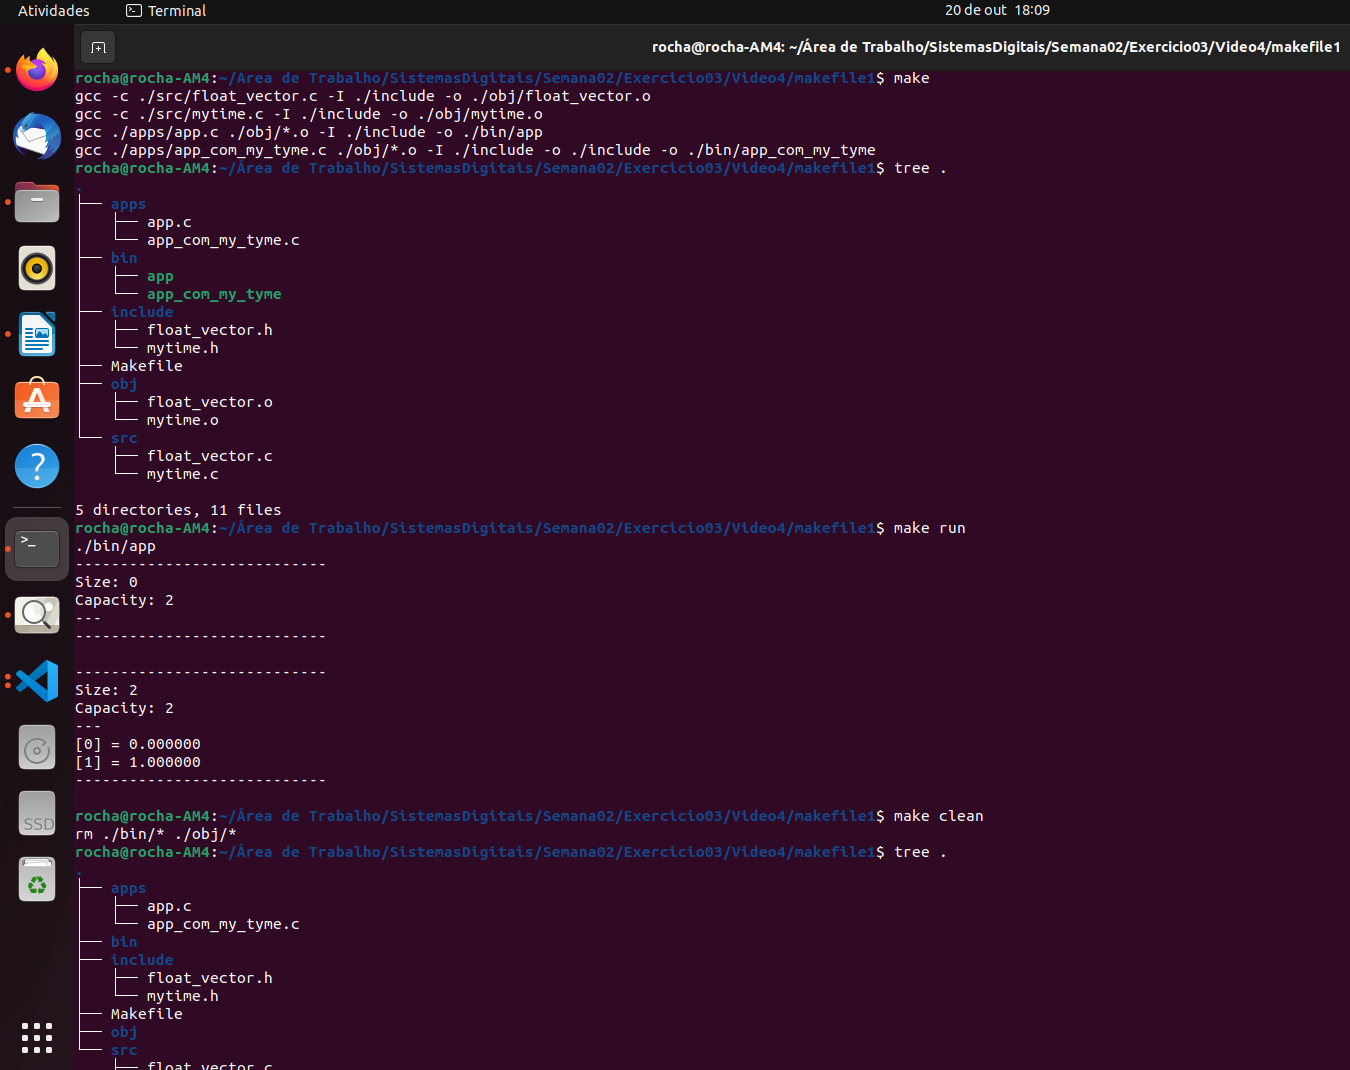 Atividades
Terminal
20 de out 18:09
rocha@rocha-AM4: ~/Área de Trabalho/SistemasDigitais/Semana02/Exercicio03/Video4/makefile1
rocha@rocha-AM4:~/Área de Trabalho/SistemasDigitais/Semana02/Exercicio03/Video4/makefile1$ make
gcc -c ./src/float_vector.c -I ./include -o ./obj/float_vector.o
gcc -c ./src/mytime.c -I ./include -o ./obj/mytime.o
gcc ./apps/app.c ./obj/*.o -I ./include -o ./bin/app
gcc ./apps/app_com_my_tyme.c ./obj/*.o -I ./include -o ./include -o ./bin/app_com_my_tyme
rocha@rocha-AM4:~/Área de Trabalho/SistemasDigitais/Semana02/Exercicio03/Video4/makefile1$ tree .
.
├── apps
│   ├── app.c
│   └── app_com_my_tyme.c
├── bin
│   ├── app
│   └── app_com_my_tyme
├── include
│   ├── float_vector.h
│   └── mytime.h
├── Makefile
├── obj
│   ├── float_vector.o
│   └── mytime.o
└── src
    ├── float_vector.c
    └── mytime.c
5 directories, 11 files
rocha@rocha-AM4:~/Área de Trabalho/SistemasDigitais/Semana02/Exercicio03/Video4/makefile1$ make run
./bin/app
----------------------------
Size: 0
Capacity: 2
---
----------------------------
----------------------------
Size: 2
Capacity: 2
---
[0] = 0.000000
[1] = 1.000000
----------------------------
rocha@rocha-AM4:~/Área de Trabalho/SistemasDigitais/Semana02/Exercicio03/Video4/makefile1$ make clean
rm ./bin/* ./obj/*
rocha@rocha-AM4:~/Área de Trabalho/SistemasDigitais/Semana02/Exercicio03/Video4/makefile1$ tree .
.
├── apps
│   ├── app.c
│   └── app_com_my_tyme.c
├── bin
├── include
│   ├── float_vector.h
│   └── mytime.h
├── Makefile
├── obj
└── src
    ├── float_vector.c
SSD